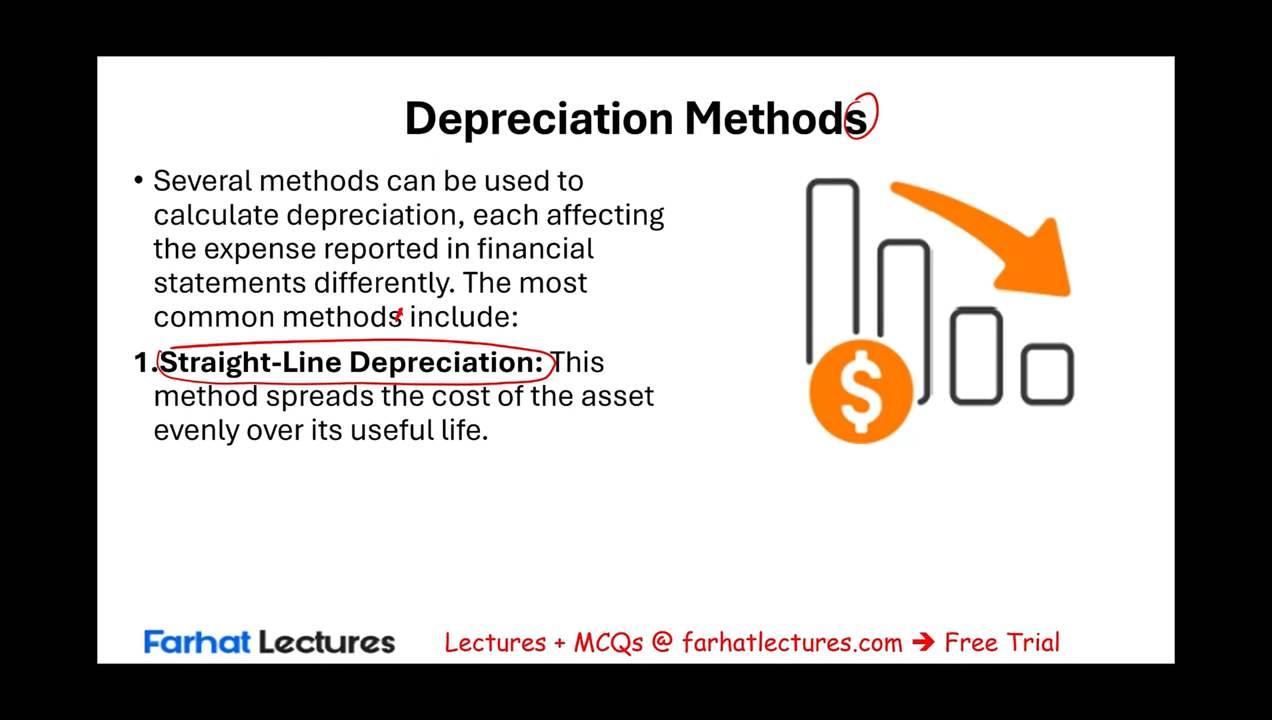 Depreciation Methods
• Several methods can be used to
calculate depreciation, each affecting
the expense reported in financial
statements differently. The most
common methods include:
1.Straight-Line Depreciation: This
method spreads the cost of the asset
evenly over its useful life.
$
Farhat Lectures
Lectures + MCQs @ farhatlectures.com → Free Trial